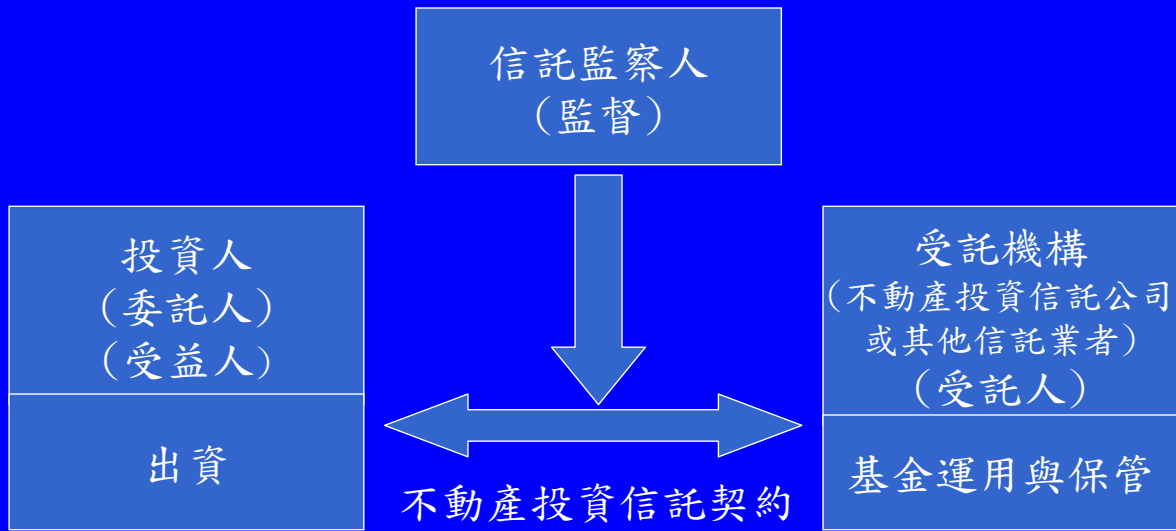 信託監察人
（監督）
投資人
（委託人）
（受益人）
出資
受託機構
（不動產投資信託公司
或其他信託業者）
（受託人）
基金運用與保管
不動產投資信託契約